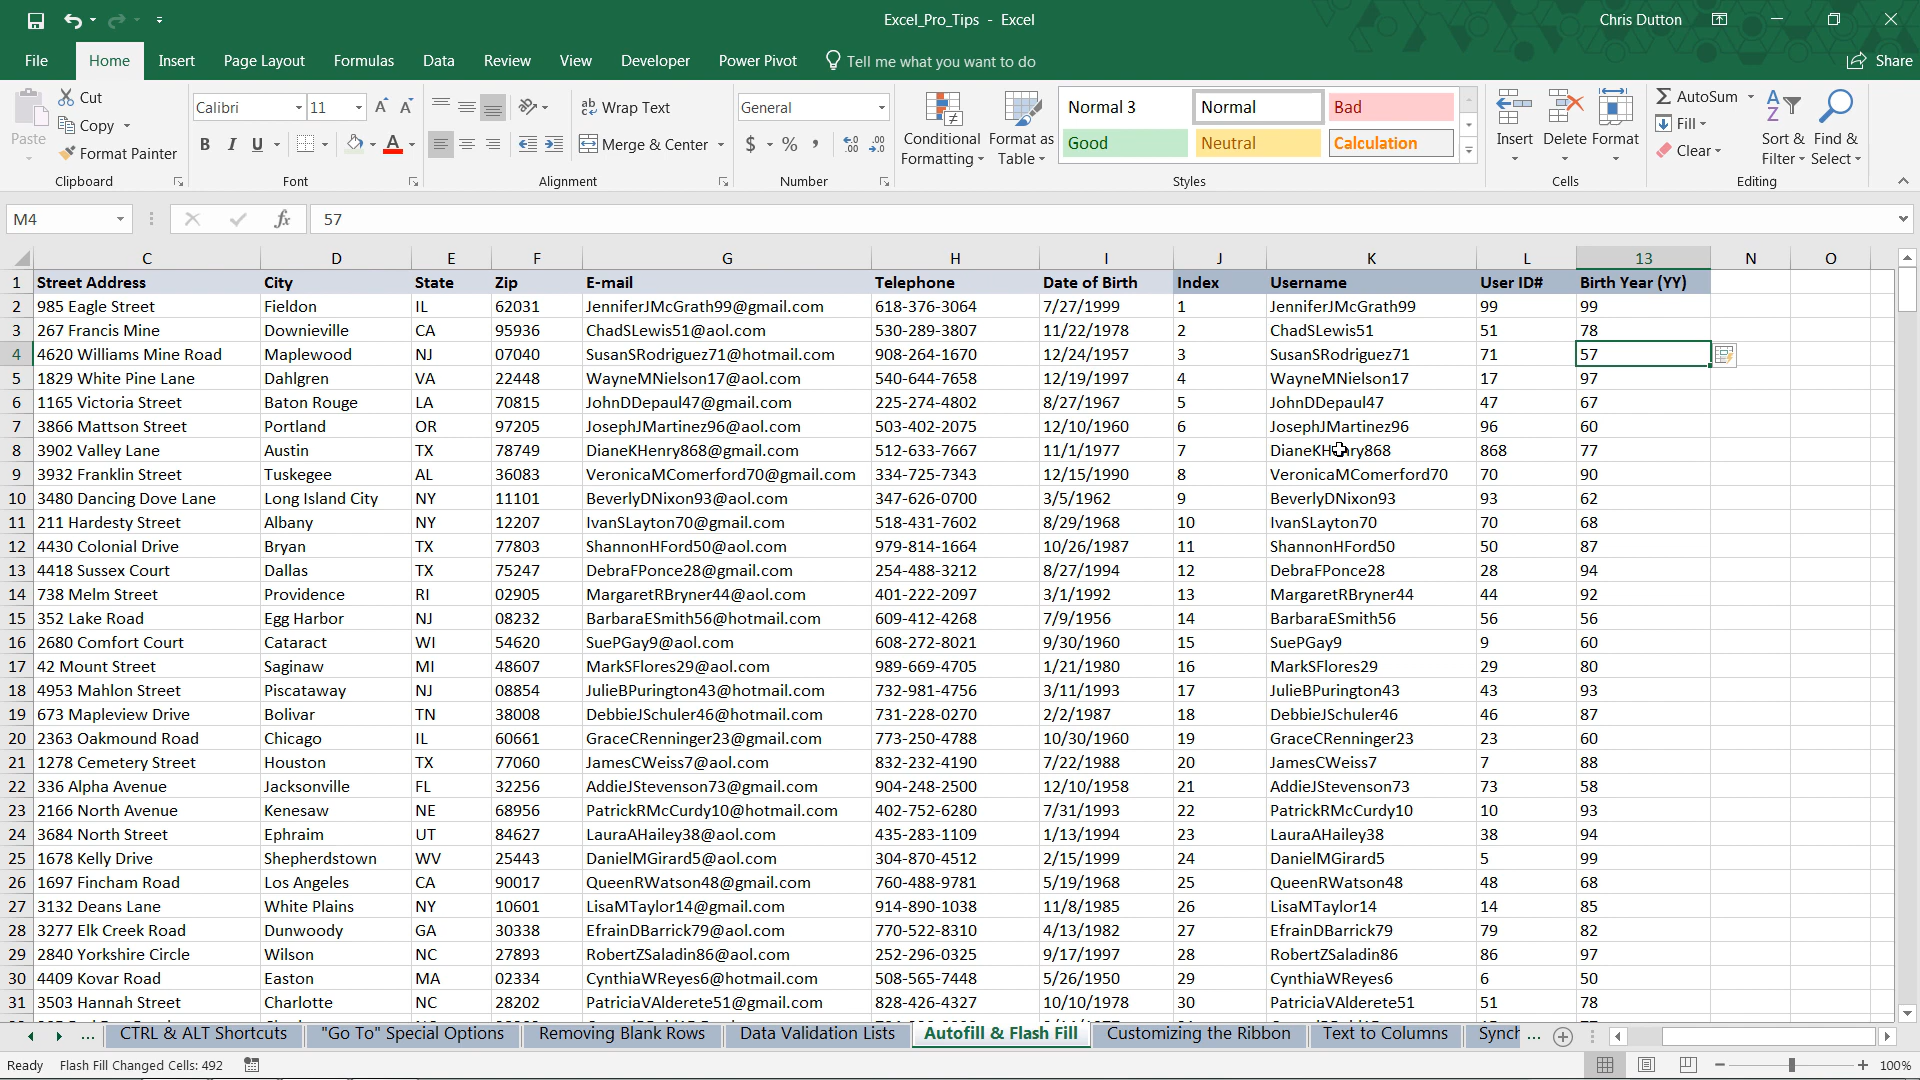 Excel_Pro_Tips - Excel
Chris Dutton
File Home Insert Page Layout Formulas Data Review View Developer Power Pivot Tell me what you want to do Share
Paste Cut Copy Format Painter Clipboard
Calibri 11 B I U A Font
ab Wrap Text Merge & Center Alignment
General $ % , .00 Number
Conditional Formatting Format as Table
Normal 3 Normal Bad
Good Neutral Calculation
Styles
Insert Delete Format Cells
AutoSum Fill Clear Sort & Filter Find & Select Editing
M4 fx 57
C D E F G H I J K L 13 N O
1 Street Address City State Zip E-mail Telephone Date of Birth Index Username User ID# Birth Year (YY)
2 985 Eagle Street Fieldon IL 62031 JenniferJMcGrath99@gmail.com 618-376-3064 7/27/1999 1 JenniferJMcGrath99 99 99
3 267 Francis Mine Downieville CA 95936 ChadSLewis51@aol.com 530-289-3807 11/22/1978 2 ChadSLewis51 51 78
4 4620 Williams Mine Road Maplewood NJ 07040 SusanSRodriguez71@hotmail.com 908-264-1670 12/24/1957 3 SusanSRodriguez71 71 57
5 1829 White Pine Lane Dahlgren VA 22448 WayneMNielson17@aol.com 540-644-7658 12/19/1997 4 WayneMNielson17 17 97
6 1165 Victoria Street Baton Rouge LA 70815 JohnDDepaul47@gmail.com 225-274-4802 8/27/1967 5 JohnDDepaul47 47 67
7 3866 Mattson Street Portland OR 97205 JosephJMartinez96@aol.com 503-402-2075 12/10/1960 6 JosephJMartinez96 96 60
8 3902 Valley Lane Austin TX 78749 DianeKHenry868@gmail.com 512-633-7667 11/1/1977 7 DianeKHenry868 868 77
9 3932 Franklin Street Tuskegee AL 36083 VeronicaMComerford70@gmail.com 334-725-7343 12/15/1990 8 VeronicaMComerford70 70 90
10 3480 Dancing Dove Lane Long Island City NY 11101 BeverlyDNixon93@aol.com 347-626-0700 3/5/1962 9 BeverlyDNixon93 93 62
11 211 Hardesty Street Albany NY 12207 IvanSLayton70@gmail.com 518-431-7602 8/29/1968 10 IvanSLayton70 70 68
12 4430 Colonial Drive Bryan TX 77803 ShannonHFord50@aol.com 979-814-1664 10/26/1987 11 ShannonHFord50 50 87
13 4418 Sussex Court Dallas TX 75247 DebraFPonce28@gmail.com 254-488-3212 8/27/1994 12 DebraFPonce28 28 94
14 738 Melm Street Providence RI 02905 MargaretRBryner44@aol.com 401-222-2097 3/1/1992 13 MargaretRBryner44 44 92
15 352 Lake Road Egg Harbor NJ 08232 BarbaraESmith56@hotmail.com 609-412-4268 7/9/1956 14 BarbaraESmith56 56 56
16 2680 Comfort Court Cataract WI 54620 SuePGay9@aol.com 608-272-8021 9/30/1960 15 SuePGay9 9 60
17 42 Mount Street Saginaw MI 48607 MarkSFlores29@aol.com 989-669-4705 1/21/1980 16 MarkSFlores29 29 80
18 4953 Mahlon Street Piscataway NJ 08854 JulieBPurington43@hotmail.com 732-981-4756 3/11/1993 17 JulieBPurington43 43 93
19 673 Mapleview Drive Bolivar TN 38008 DebbieJSchuler46@hotmail.com 731-228-0270 2/2/1987 18 DebbieJSchuler46 46 87
20 2363 Oakmound Road Chicago IL 60661 GraceCRenninger23@gmail.com 773-250-4788 10/30/1960 19 GraceCRenninger23 23 60
21 1278 Cemetery Street Houston TX 77060 JamesCWeiss7@aol.com 832-232-4190 7/22/1988 20 JamesCWeiss7 7 88
22 336 Alpha Avenue Jacksonville FL 32256 AddieJStevenson73@gmail.com 904-248-2500 12/10/1958 21 AddieJStevenson73 73 58
23 2166 North Avenue Kenesaw NE 68956 PatrickRMcCurdy10@hotmail.com 402-752-6280 7/31/1993 22 PatrickRMcCurdy10 10 93
24 3684 North Street Ephraim UT 84627 LauraAHailey38@aol.com 435-283-1109 1/13/1994 23 LauraAHailey38 38 94
25 1678 Kelly Drive Shepherdstown WV 25443 DanielMGirard5@aol.com 304-870-4512 2/15/1999 24 DanielMGirard5 5 99
26 1697 Fincham Road Los Angeles CA 90017 QueenRWatson48@gmail.com 760-488-9781 5/19/1968 25 QueenRWatson48 48 68
27 3132 Deans Lane White Plains NY 10601 LisaMTaylor14@gmail.com 914-890-1038 11/8/1985 26 LisaMTaylor14 14 85
28 3277 Elk Creek Road Dunwoody GA 30338 EfrainDBarrick79@aol.com 770-522-8310 4/13/1982 27 EfrainDBarrick79 79 82
29 2840 Yorkshire Circle Wilson NC 27893 RobertZSaladin86@aol.com 252-296-0325 9/17/1997 28 RobertZSaladin86 86 97
30 4409 Kovar Road Easton MA 02334 CynthiaWReyes6@hotmail.com 508-565-7448 5/26/1950 29 CynthiaWReyes6 6 50
31 3503 Hannah Street Charlotte NC 28202 PatriciaVAlderete51@gmail.com 828-426-4327 10/10/1978 30 PatriciaVAlderete51 51 78
... CTRL & ALT Shortcuts "Go To" Special Options Removing Blank Rows Data Validation Lists Autofill & Flash Fill Customizing the Ribbon Text to Columns Synch ...
Ready Flash Fill Changed Cells: 492 100%